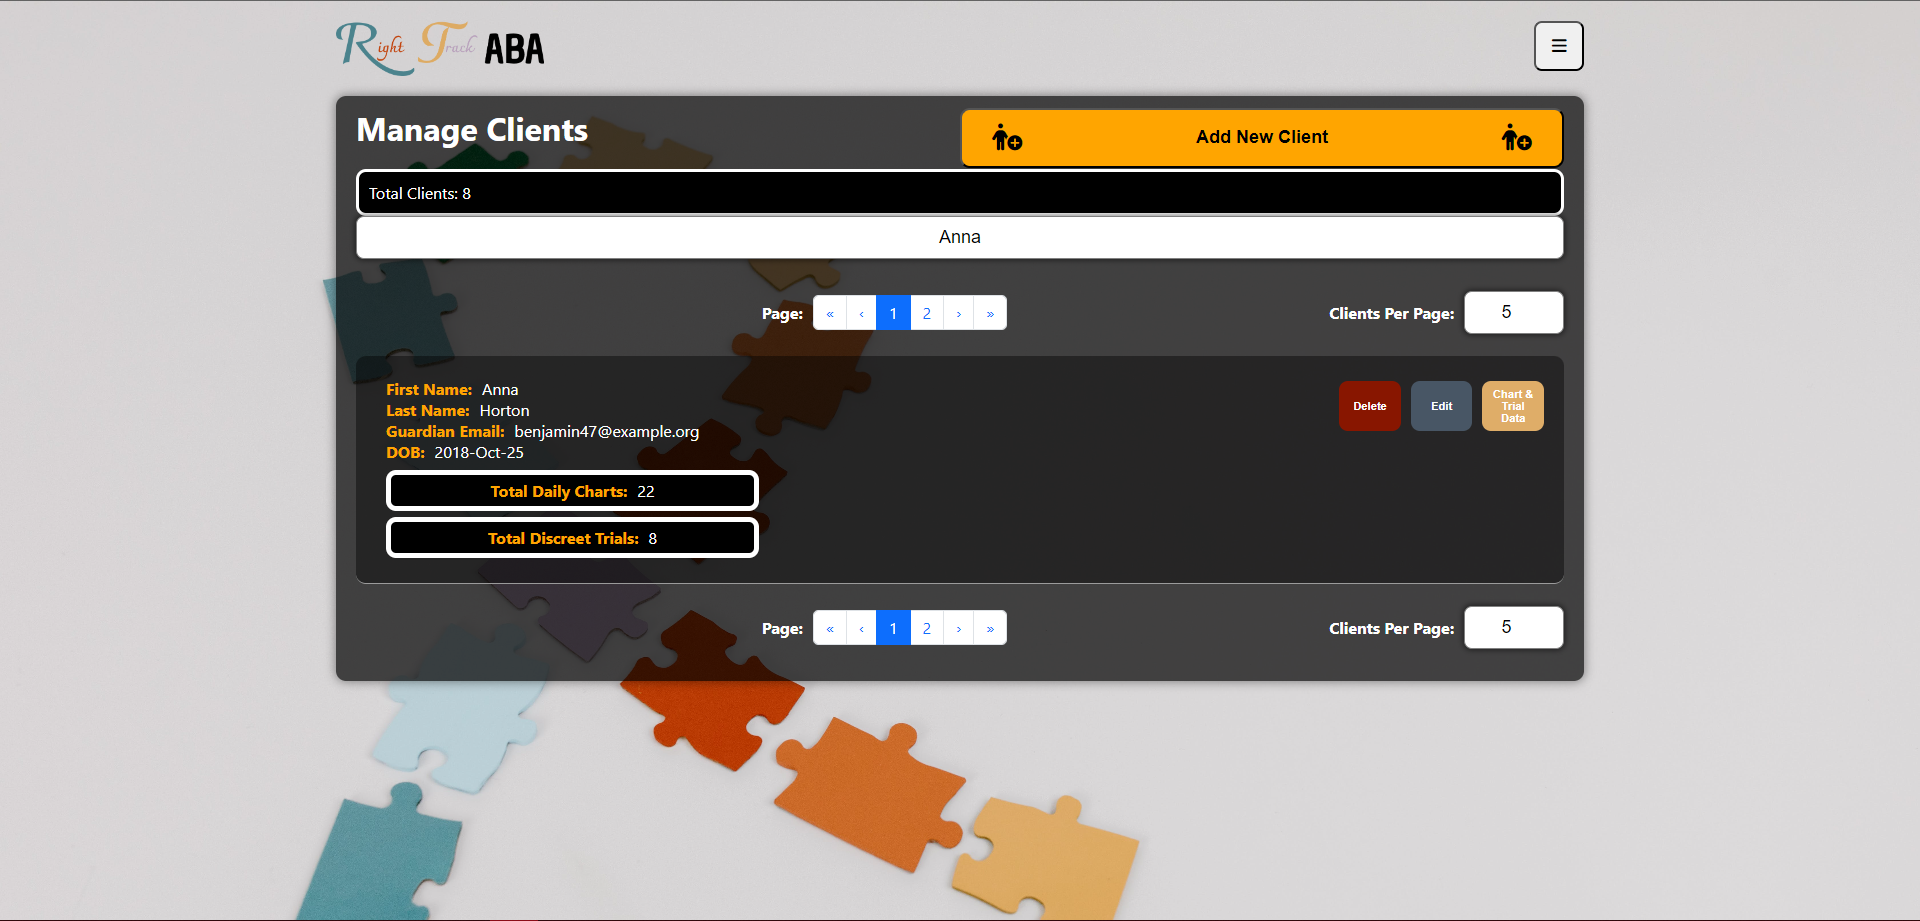 Right Track ABA
Manage Clients
Add New Client
Total Clients: 8
Anna
Page: « ‹ 1 2 › »
Clients Per Page: 5
First Name: Anna
Last Name: Horton
Guardian Email: benjamin47@example.org
DOB: 2018-Oct-25
Total Daily Charts: 22
Total Discreet Trials: 8
Delete
Edit
Chart &
Trial
Data
Page: « ‹ 1 2 › »
Clients Per Page: 5